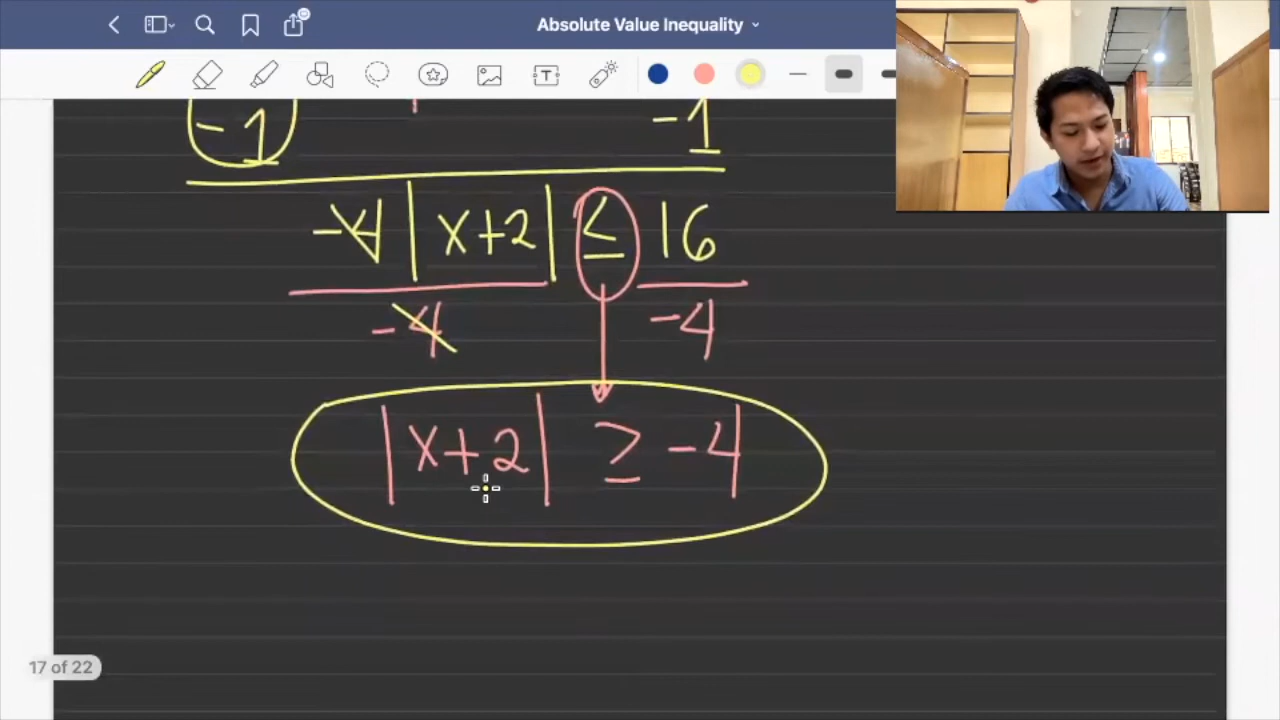 Absolute Value Inequality
-1 -1
-4|x+2| ≤ 16
-4 -4
|x+2| ≥ -4
17 of 22